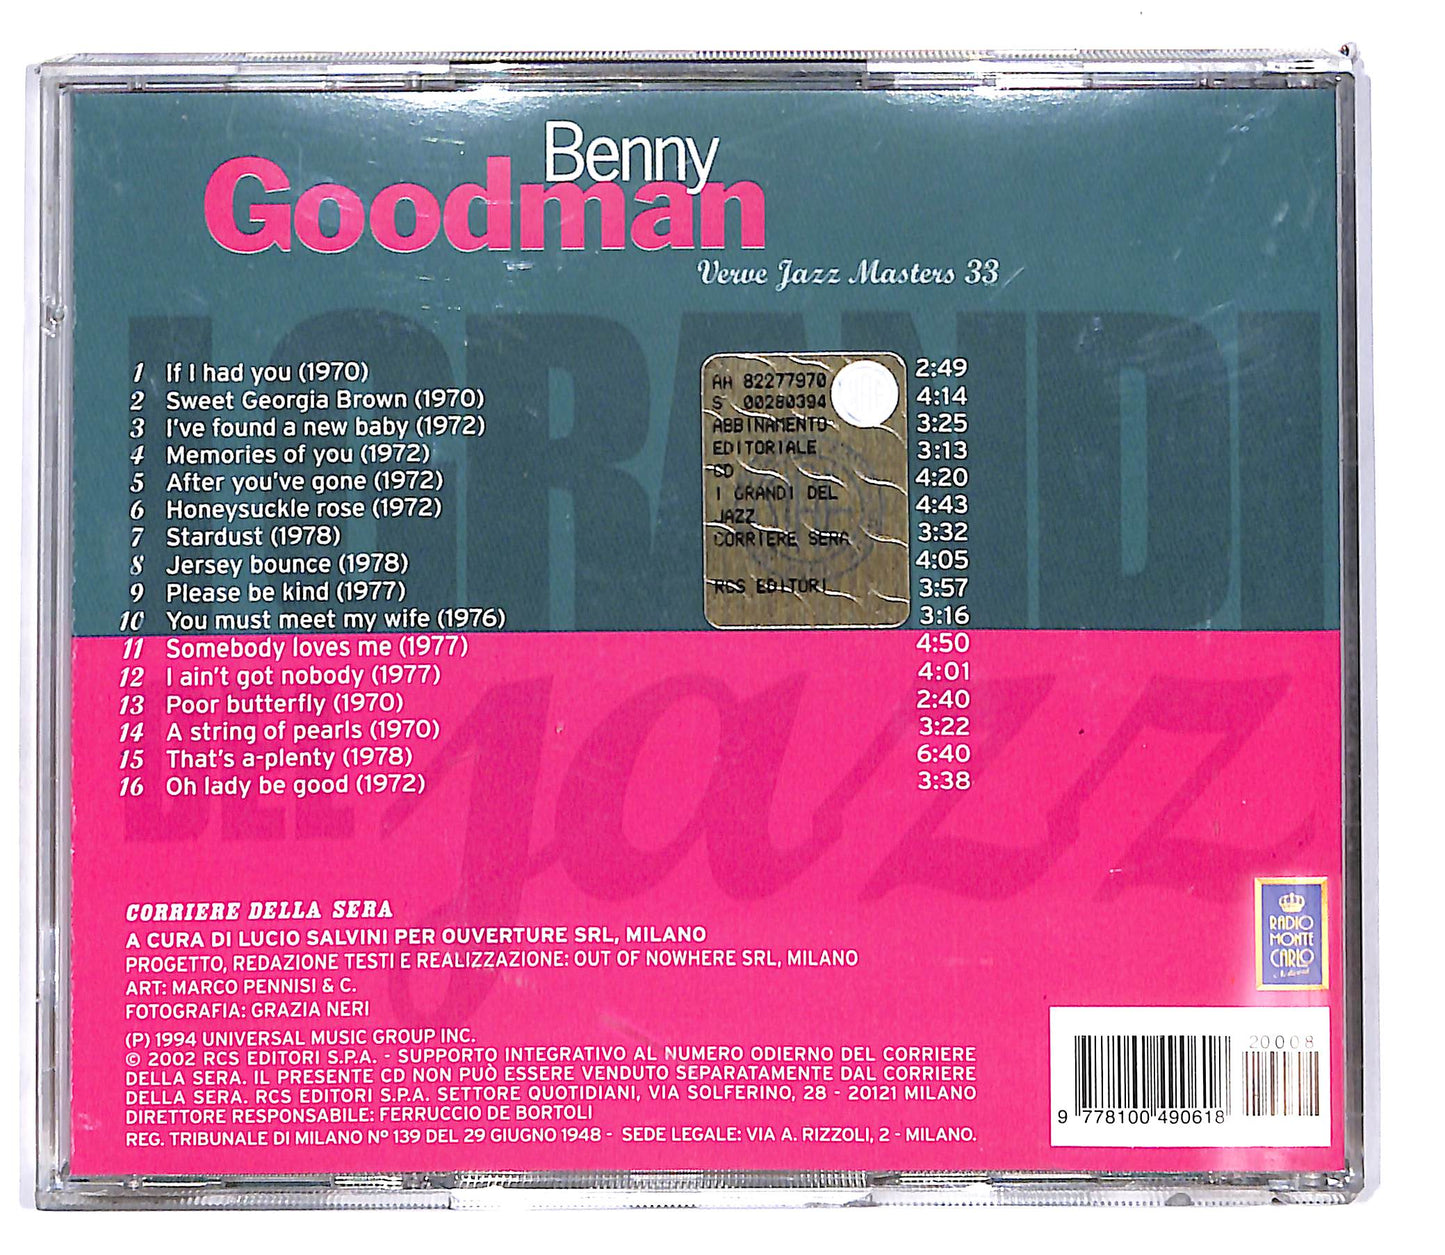 Benny
Goodman
Verve Jazz Masters 33
I GRANDI
DEL jazz
1 If I had you (1970) 2:49
2 Sweet Georgia Brown (1970) 4:14
3 I've found a new baby (1972) 3:25
4 Memories of you (1972) 3:13
5 After you've gone (1972) 4:20
6 Honeysuckle rose (1972) 4:43
7 Stardust (1978) 3:32
8 Jersey bounce (1978) 4:05
9 Please be kind (1977) 3:57
10 You must meet my wife (1976) 3:16
11 Somebody loves me (1977) 4:50
12 I ain't got nobody (1977) 4:01
13 Poor butterfly (1970) 2:40
14 A string of pearls (1970) 3:22
15 That's a-plenty (1978) 6:40
16 Oh lady be good (1972) 3:38
AA 82277970
S 00280394
ABBINAMENTO
EDITORIALE
CD
I GRANDI DEL
JAZZ
CORRIERE SERA
RCS EDITORI
CORRIERE DELLA SERA
A CURA DI LUCIO SALVINI PER OUVERTURE SRL, MILANO
PROGETTO, REDAZIONE TESTI E REALIZZAZIONE: OUT OF NOWHERE SRL, MILANO
ART: MARCO PENNISI & C.
FOTOGRAFIA: GRAZIA NERI
(P) 1994 UNIVERSAL MUSIC GROUP INC.
© 2002 RCS EDITORI S.P.A. - SUPPORTO INTEGRATIVO AL NUMERO ODIERNO DEL CORRIERE
DELLA SERA. IL PRESENTE CD NON PUÒ ESSERE VENDUTO SEPARATAMENTE DAL CORRIERE
DELLA SERA. RCS EDITORI S.P.A. SETTORE QUOTIDIANI, VIA SOLFERINO, 28 - 20121 MILANO
DIRETTORE RESPONSABILE: FERRUCCIO DE BORTOLI
REG. TRIBUNALE DI MILANO Nº 139 DEL 29 GIUGNO 1948 - SEDE LEGALE: VIA A. RIZZOLI, 2 - MILANO.
RADIO
MONTE
CARLO
20008
9 778100 490618